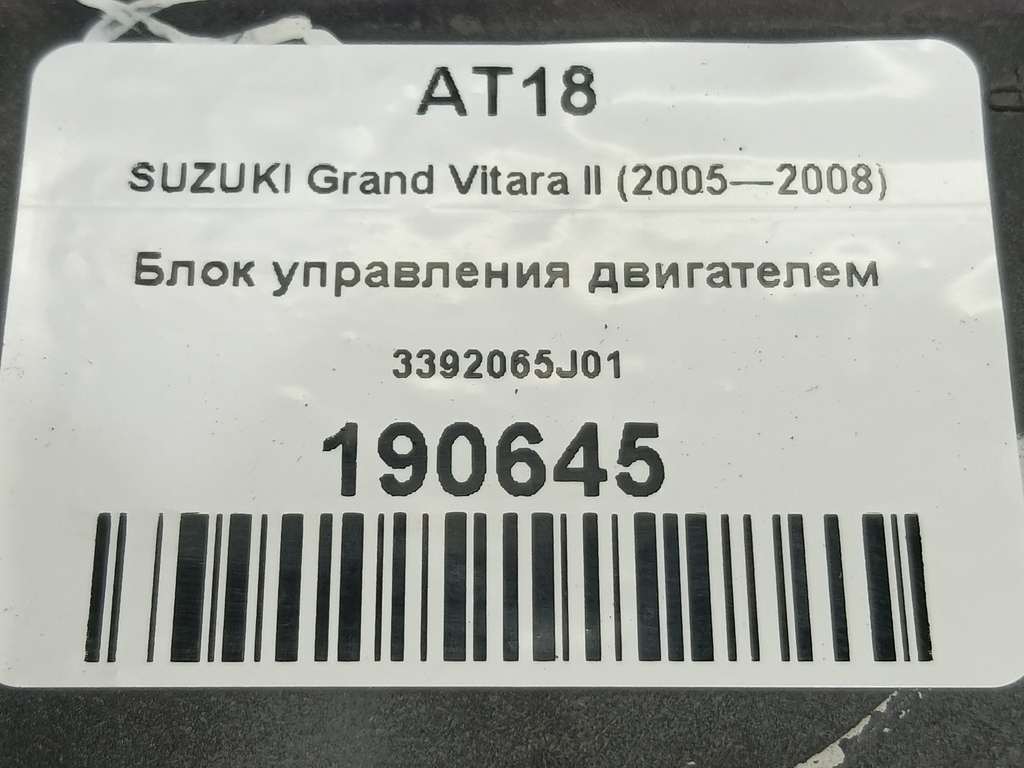 AT18
SUZUKI Grand Vitara II (2005—2008)
Блок управления двигателем
3392065J01
190645